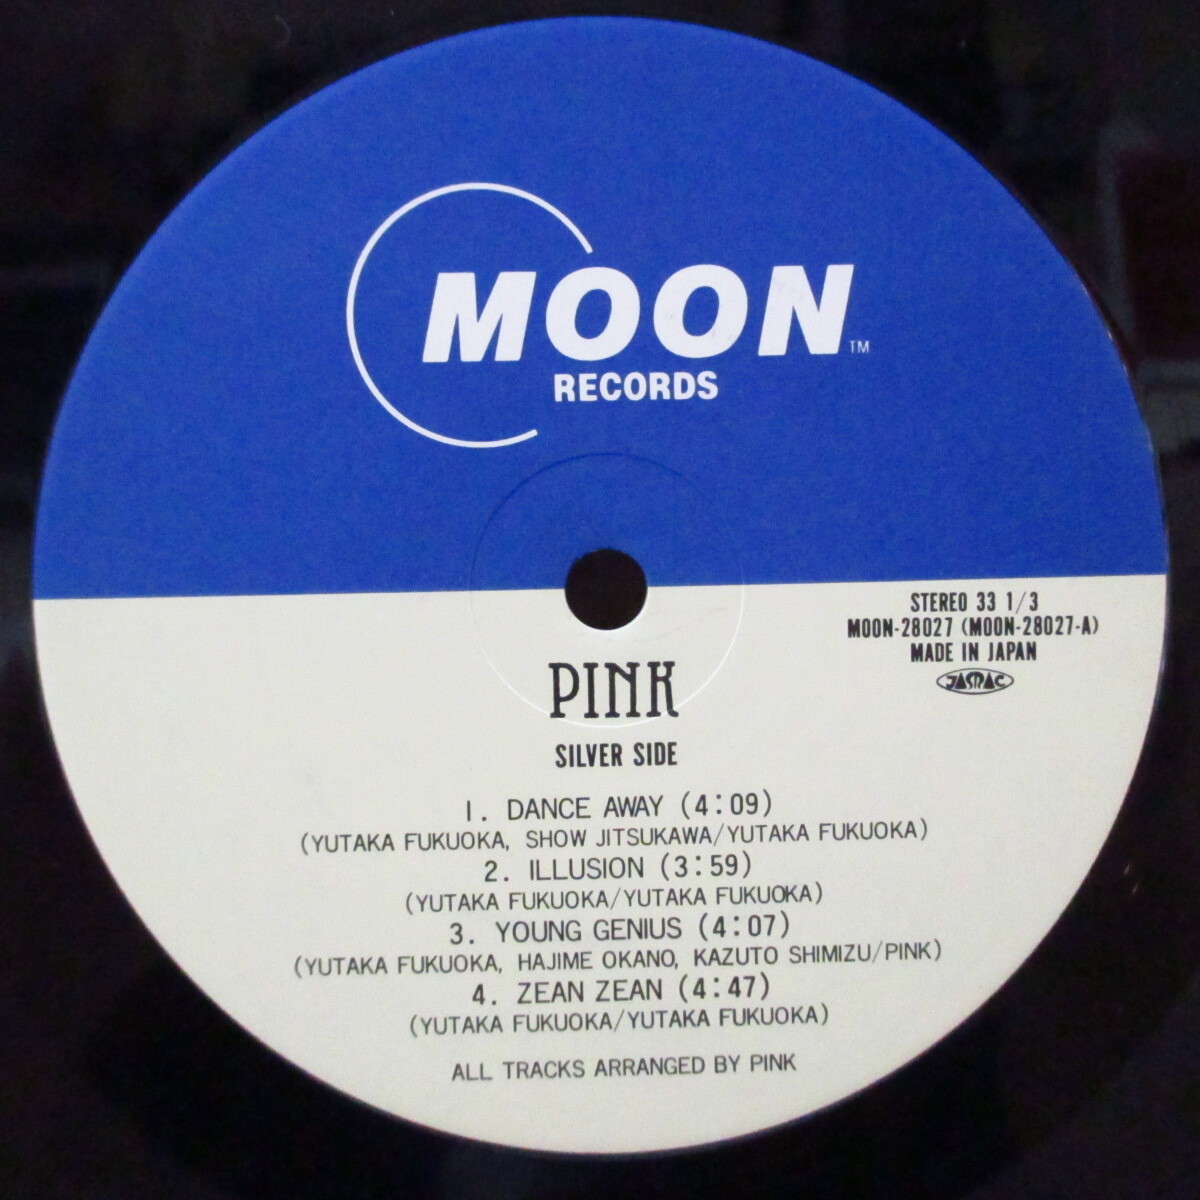 MOON™
RECORDS
STEREO 33 1/3
MOON-28027 (MOON-28027-A)
MADE IN JAPAN
JASRAC
PINK
SILVER SIDE
1. DANCE AWAY (4:09)
(YUTAKA FUKUOKA, SHOW JITSUKAWA/YUTAKA FUKUOKA)
2. ILLUSION (3:59)
(YUTAKA FUKUOKA/YUTAKA FUKUOKA)
3. YOUNG GENIUS (4:07)
(YUTAKA FUKUOKA, HAJIME OKANO, KAZUTO SHIMIZU/PINK)
4. ZEAN ZEAN (4:47)
(YUTAKA FUKUOKA/YUTAKA FUKUOKA)
ALL TRACKS ARRANGED BY PINK